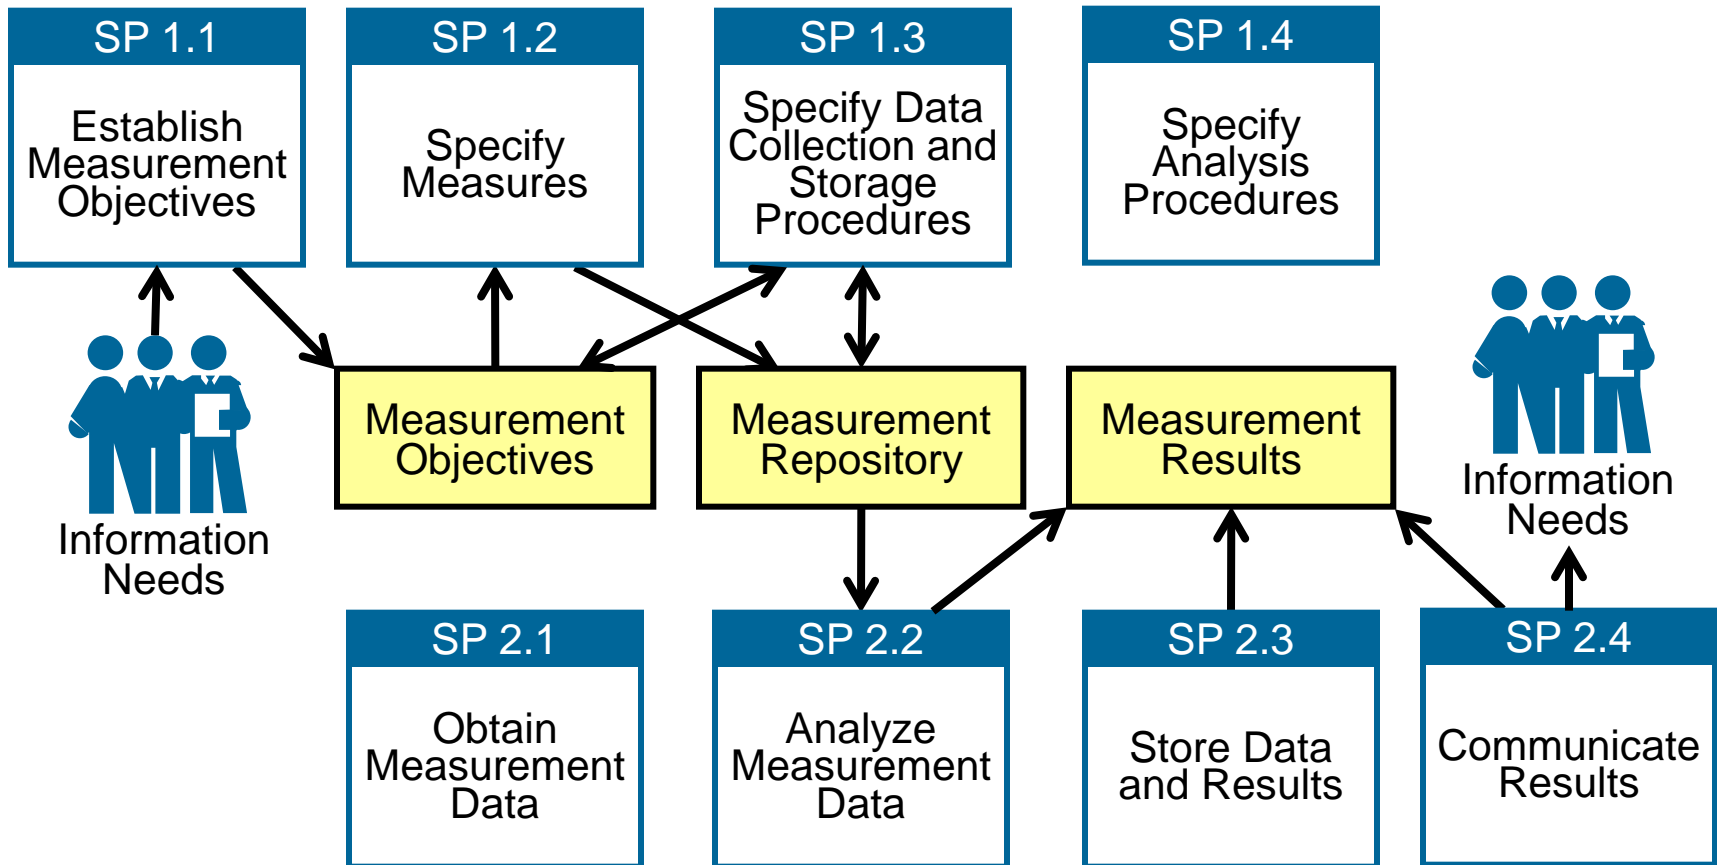 SP 1.1
Establish
Measurement
Objectives
SP 1.2
Specify
Measures
SP 1.3
Specify Data
Collection and
Storage
Procedures
SP 1.4
Specify
Analysis
Procedures
Information
Needs
Measurement
Objectives
Measurement
Repository
Measurement
Results
Information
Needs
SP 2.1
Obtain
Measurement
Data
SP 2.2
Analyze
Measurement
Data
SP 2.3
Store Data
and Results
SP 2.4
Communicate
Results